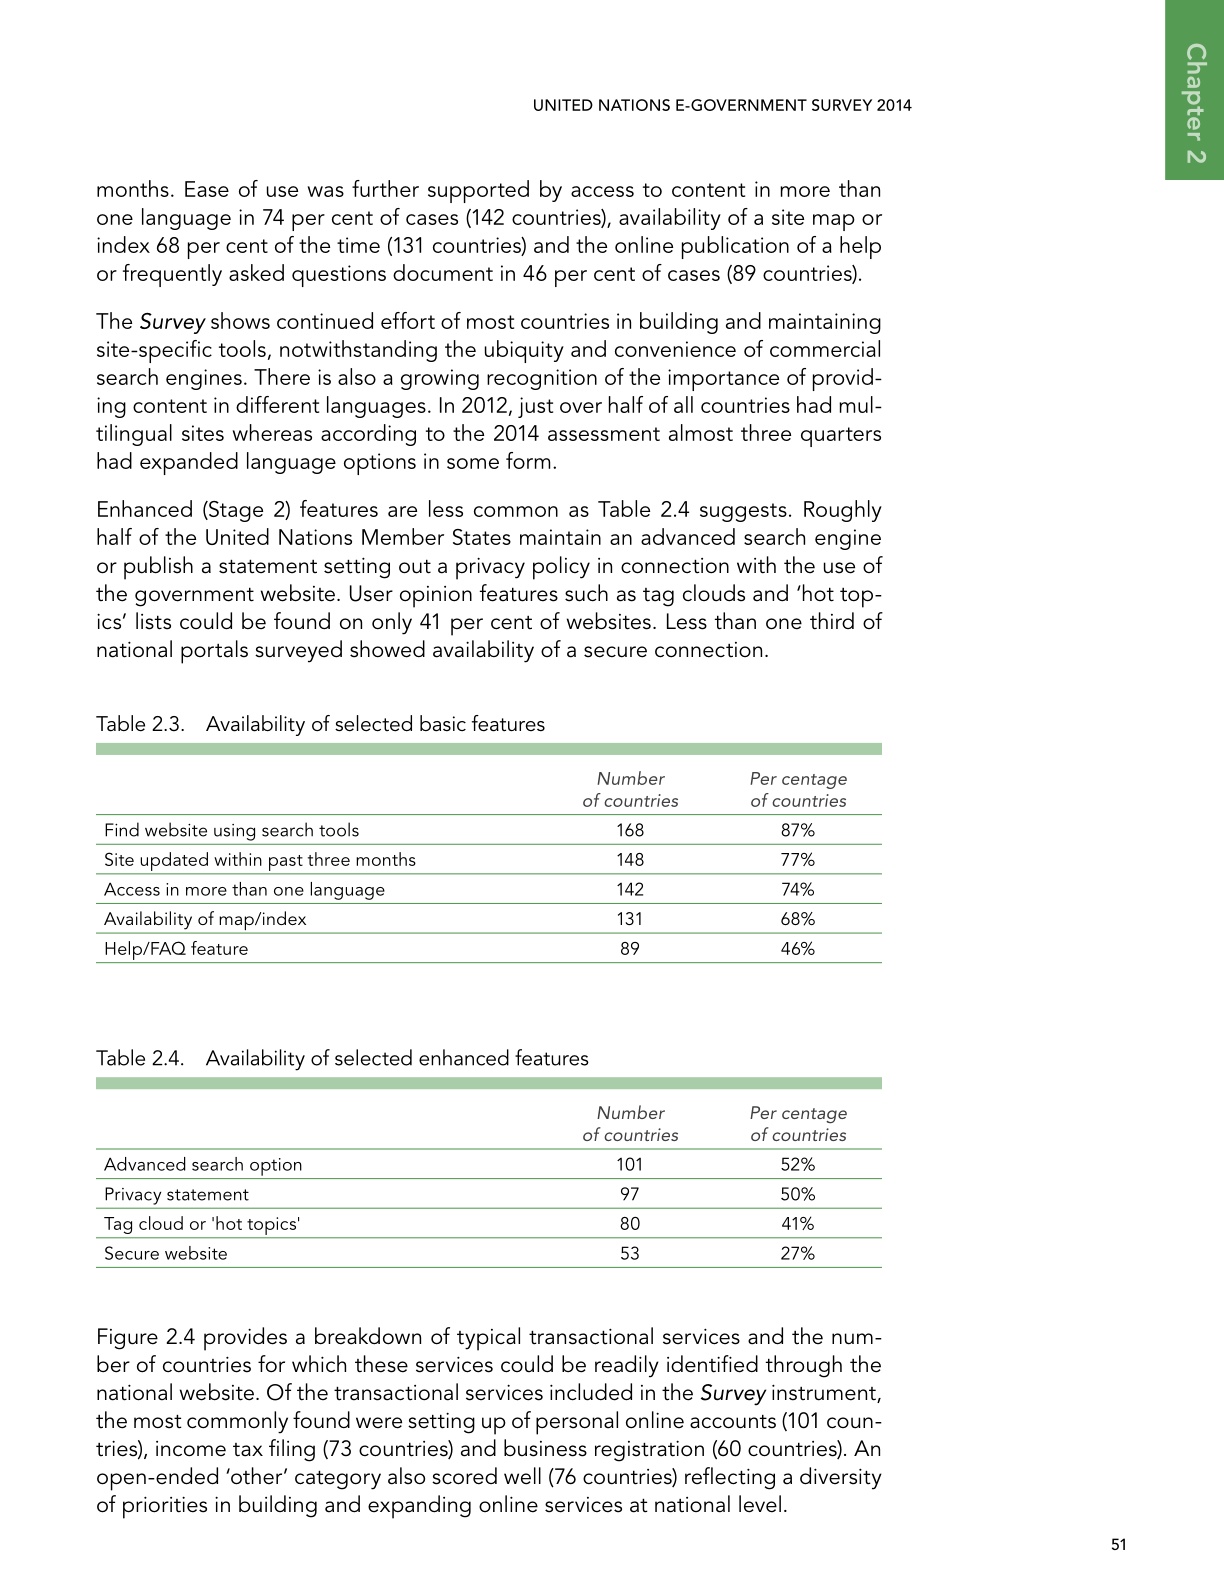 Chapter 2
UNITED NATIONS E-GOVERNMENT SURVEY 2014
months. Ease of use was further supported by access to content in more than
one language in 74 per cent of cases (142 countries), availability of a site map or
index 68 per cent of the time (131 countries) and the online publication of a help
or frequently asked questions document in 46 per cent of cases (89 countries).
The Survey shows continued effort of most countries in building and maintaining
site-specific tools, notwithstanding the ubiquity and convenience of commercial
search engines. There is also a growing recognition of the importance of provid-
ing content in different languages. In 2012, just over half of all countries had mul-
tilingual sites whereas according to the 2014 assessment almost three quarters
had expanded language options in some form.
Enhanced (Stage 2) features are less common as Table 2.4 suggests. Roughly
half of the United Nations Member States maintain an advanced search engine
or publish a statement setting out a privacy policy in connection with the use of
the government website. User opinion features such as tag clouds and ‘hot top-
ics’ lists could be found on only 41 per cent of websites. Less than one third of
national portals surveyed showed availability of a secure connection.
Table 2.3. Availability of selected basic features
Number Per centage
of countries of countries
Find website using search tools 168 87%
Site updated within past three months 148 77%
Access in more than one language 142 74%
Availability of map/index 131 68%
Help/FAQ feature 89 46%
Table 2.4. Availability of selected enhanced features
Number Per centage
of countries of countries
Advanced search option 101 52%
Privacy statement 97 50%
Tag cloud or 'hot topics' 80 41%
Secure website 53 27%
Figure 2.4 provides a breakdown of typical transactional services and the num-
ber of countries for which these services could be readily identified through the
national website. Of the transactional services included in the Survey instrument,
the most commonly found were setting up of personal online accounts (101 coun-
tries), income tax filing (73 countries) and business registration (60 countries). An
open-ended ‘other’ category also scored well (76 countries) reflecting a diversity
of priorities in building and expanding online services at national level.
51